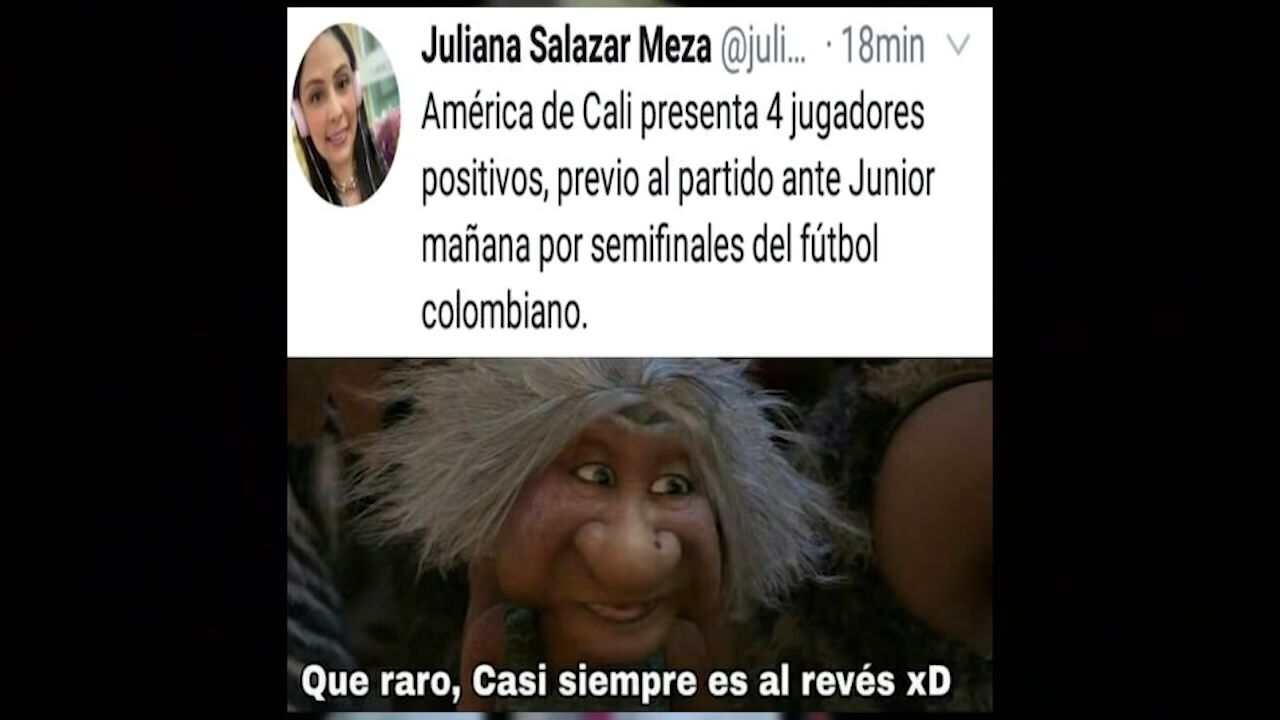 Juliana Salazar Meza @juli... · 18min
América de Cali presenta 4 jugadores
positivos, previo al partido ante Junior
mañana por semifinales del fútbol
colombiano.
Que raro, Casi siempre es al revés xD